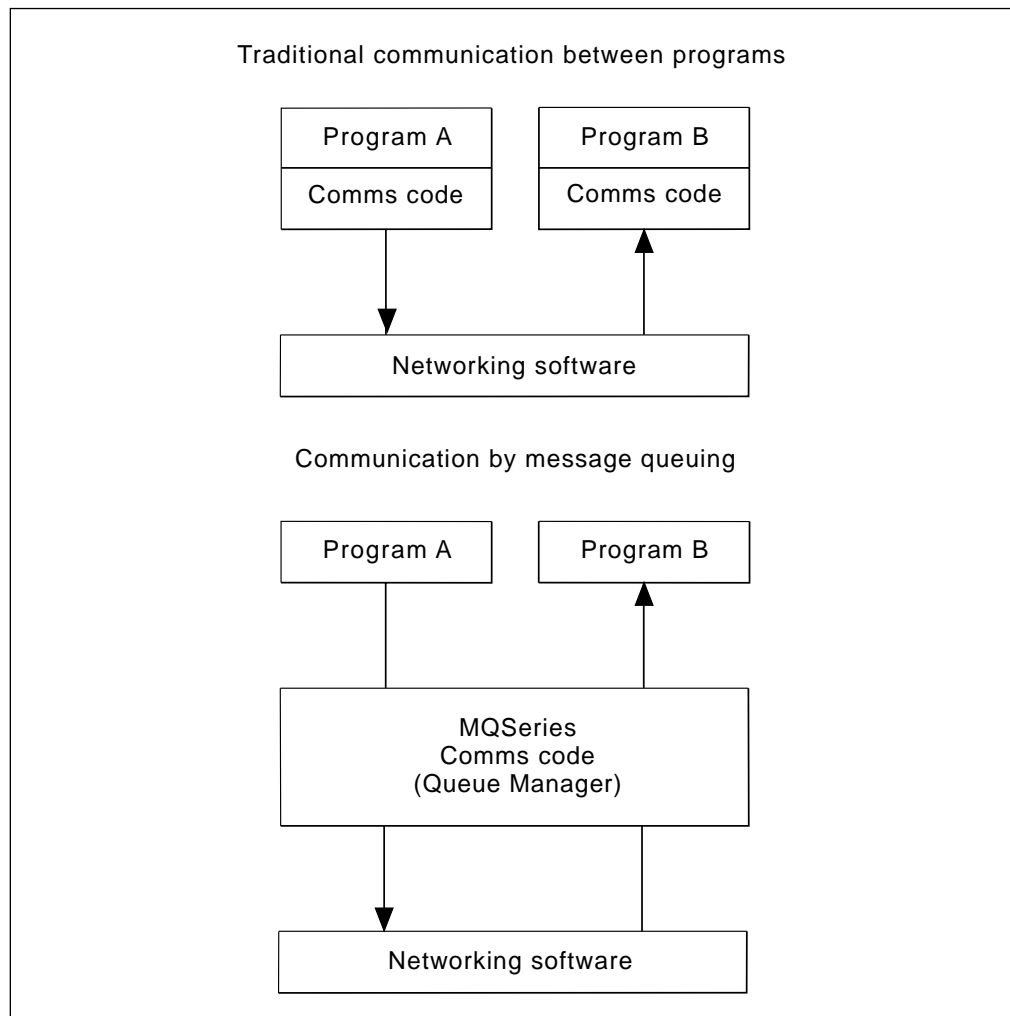 Traditional communication between programs
Program A
Program B
Comms code
Comms code
Networking software
Communication by message queuing
Program A
Program B
MQSeries
Comms code
(Queue Manager)
Networking software